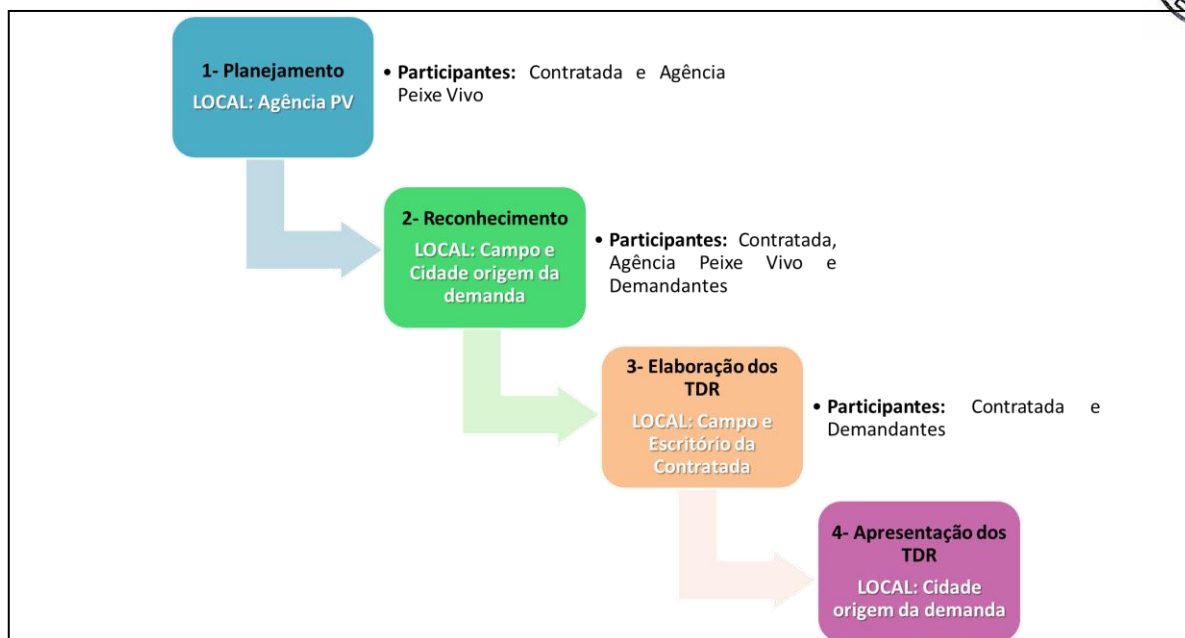 1- Planejamento
LOCAL: Agência PV
• Participantes: Contratada e Agência
Peixe Vivo
2- Reconhecimento
LOCAL: Campo e
Cidade origem da
demanda
• Participantes: Contratada,
Agência Peixe Vivo e
Demandantes
3- Elaboração dos
TDR
LOCAL: Campo e
Escritório da
Contratada
• Participantes: Contratada e
Demandantes
4- Apresentação dos
TDR
LOCAL: Cidade
origem da demanda